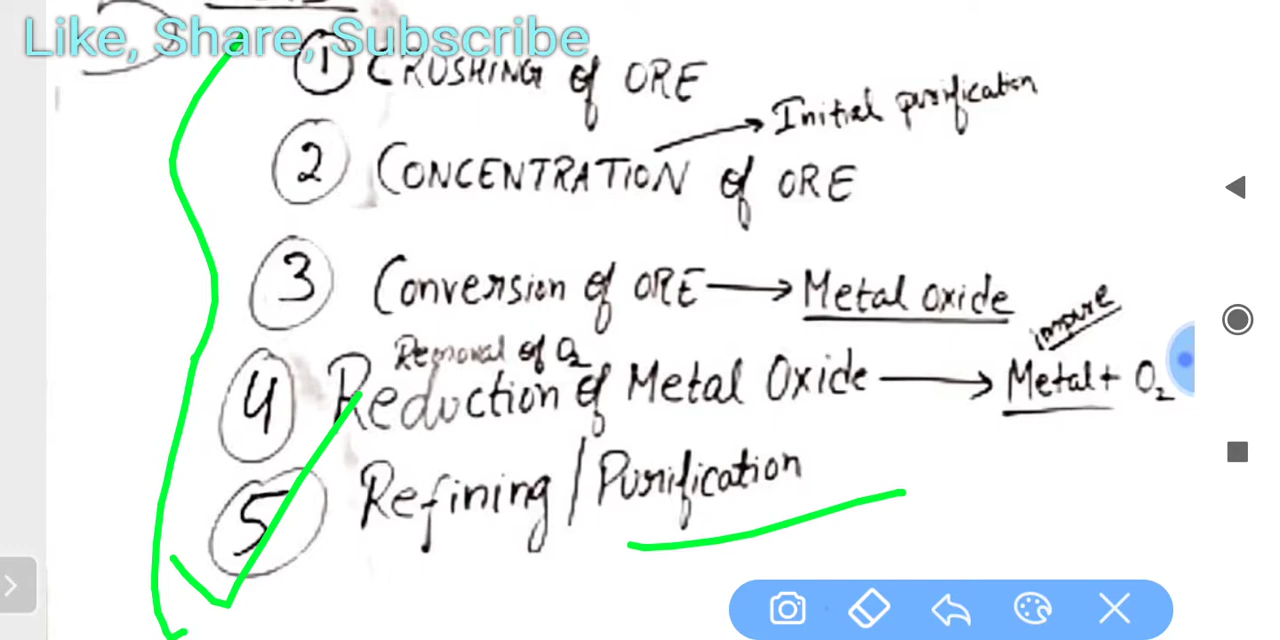 Like, Share, Subscribe
1 CRUSHING of ORE
Initial purification
2 CONCENTRATION of ORE
3 Conversion of ORE → Metal Oxide
impure
Removal of O2
4 Reduction of Metal Oxide → Metal + O2
5 Refining / Purification